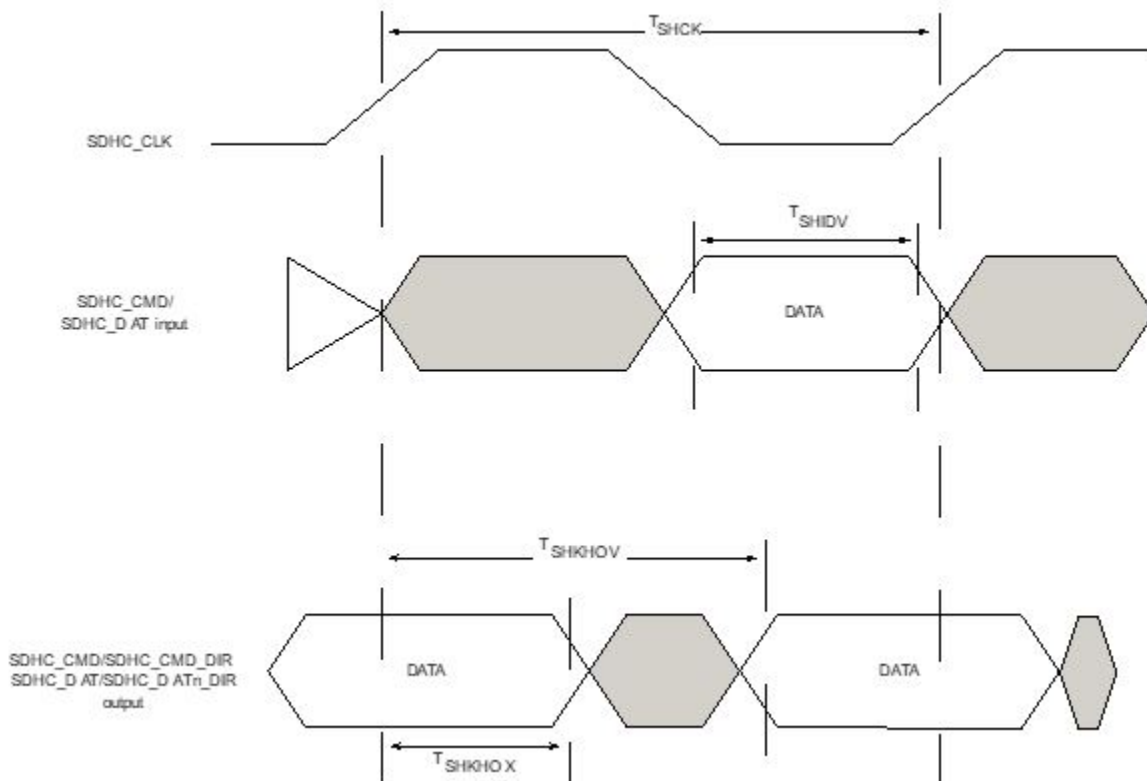 TSHCK
SDHC_CLK
TSHIDV
SDHC_CMD/
SDHC_D AT input
DATA
TSHKHOV
SDHC_CMD/SDHC_CMD_DIR
SDHC_D AT/SDHC_D ATn_DIR
output
DATA
DATA
TSHKHO X